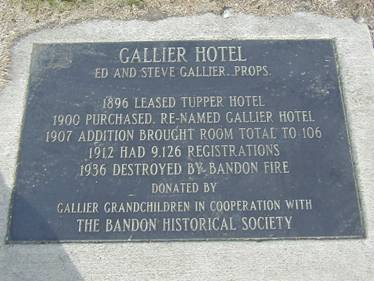 GALLIER HOTEL
ED AND STEVE GALLIER..PROPS.
1896 LEASED TUPPER HOTEL
1900 PURCHASED. RE-NAMED GALLIER HOTEL
1907 ADDITION BROUGHT ROOM TOTAL TO 106
1912 HAD 9,126 REGISTRATIONS
1936 DESTROYED BY BANDON FIRE
DONATED BY
GALLIER GRANDCHILDREN IN COOPERATION WITH
THE BANDON HISTORICAL SOCIETY